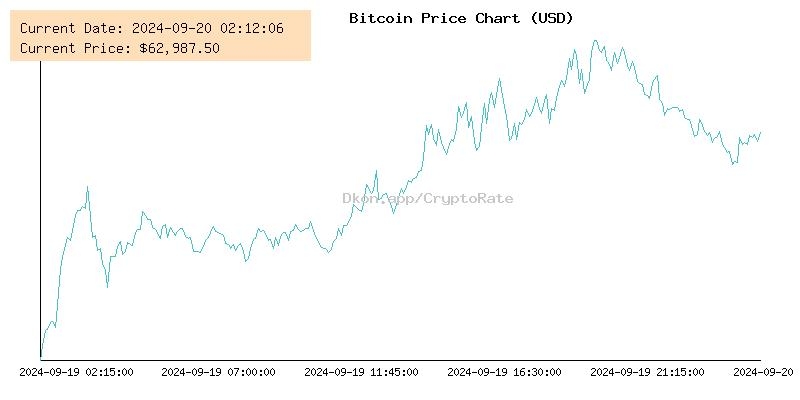 Bitcoin Price Chart (USD)
Current Date: 2024-09-20 02:12:06
Current Price: $62,987.50
Dkon.app/CryptoRate
2024-09-19 02:15:00 2024-09-19 07:00:00 2024-09-19 11:45:00 2024-09-19 16:30:00 2024-09-19 21:15:00 2024-09-20